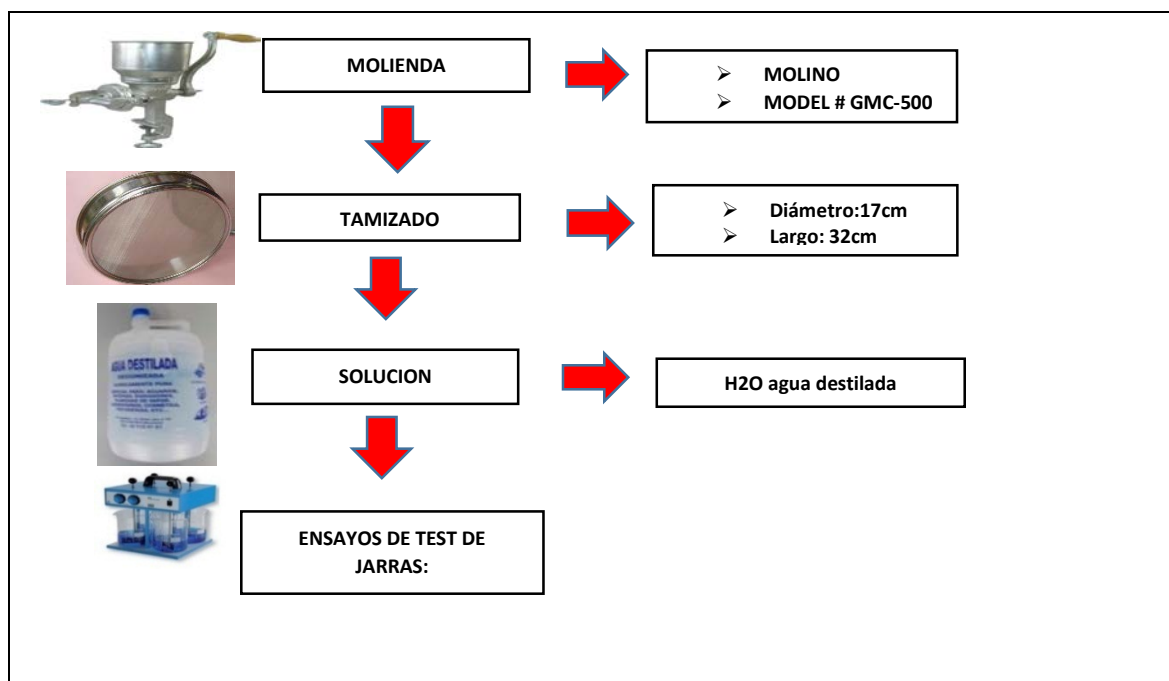 MOLIENDA
➢ MOLINO
➢ MODEL # GMC-500
TAMIZADO
➢ Diámetro:17cm
➢ Largo: 32cm
AGUA DESTILADA
SOLUCION
H2O agua destilada
ENSAYOS DE TEST DE
JARRAS: